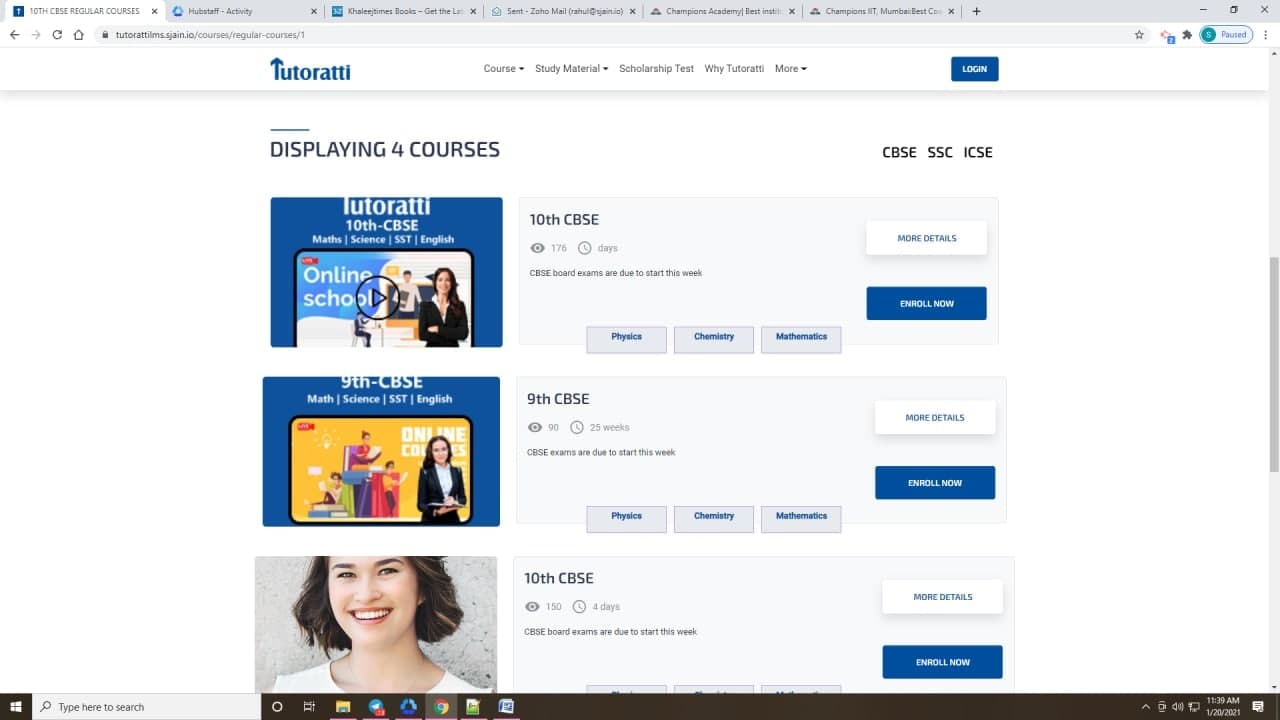 10TH CBSE REGULAR COURSES
Hubstaff - Activity
Khaleejtimes Books – Get the Lat
Sent - Zoho Mail (rahul@sjain.io)
Champions Academy| Best instit
Champions IIT, Mumbai:Best Coa
tutorattilms.sjain.io/courses/regular-courses/1
2
S
Paused
Tutoratti
Course
Study Material
Scholarship Test
Why Tutoratti
More
LOGIN
DISPLAYING 4 COURSES
CBSE SSC ICSE
Tutoratti
10th-CBSE
Maths | Science | SST | English
LIVE
Online
school
10th CBSE
176 days
CBSE board exams are due to start this week
MORE DETAILS
ENROLL NOW
Physics
Chemistry
Mathematics
9th-CBSE
Math | Science | SST | English
LIVE
ONLINE
COURSES
9th CBSE
90 25 weeks
CBSE exams are due to start this week
MORE DETAILS
ENROLL NOW
Physics
Chemistry
Mathematics
10th CBSE
150 4 days
CBSE board exams are due to start this week
MORE DETAILS
ENROLL NOW
Type here to search
11:39 AM
1/20/2021